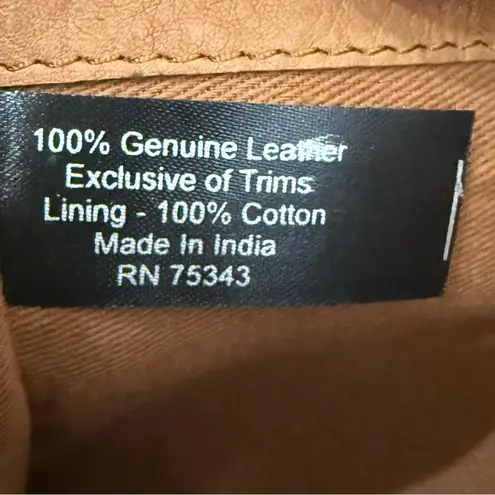 100% Genuine Leather
Exclusive of Trims
Lining - 100% Cotton
Made In India
RN 75343